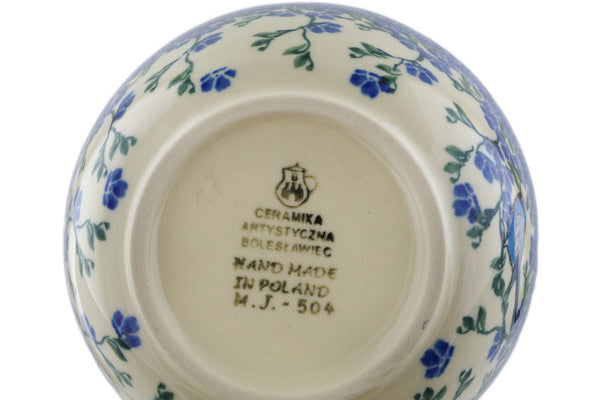 CERAMIKA
ARTYSTYCZNA
BOLESŁAWIEC
HAND MADE
IN POLAND
M.J.-504